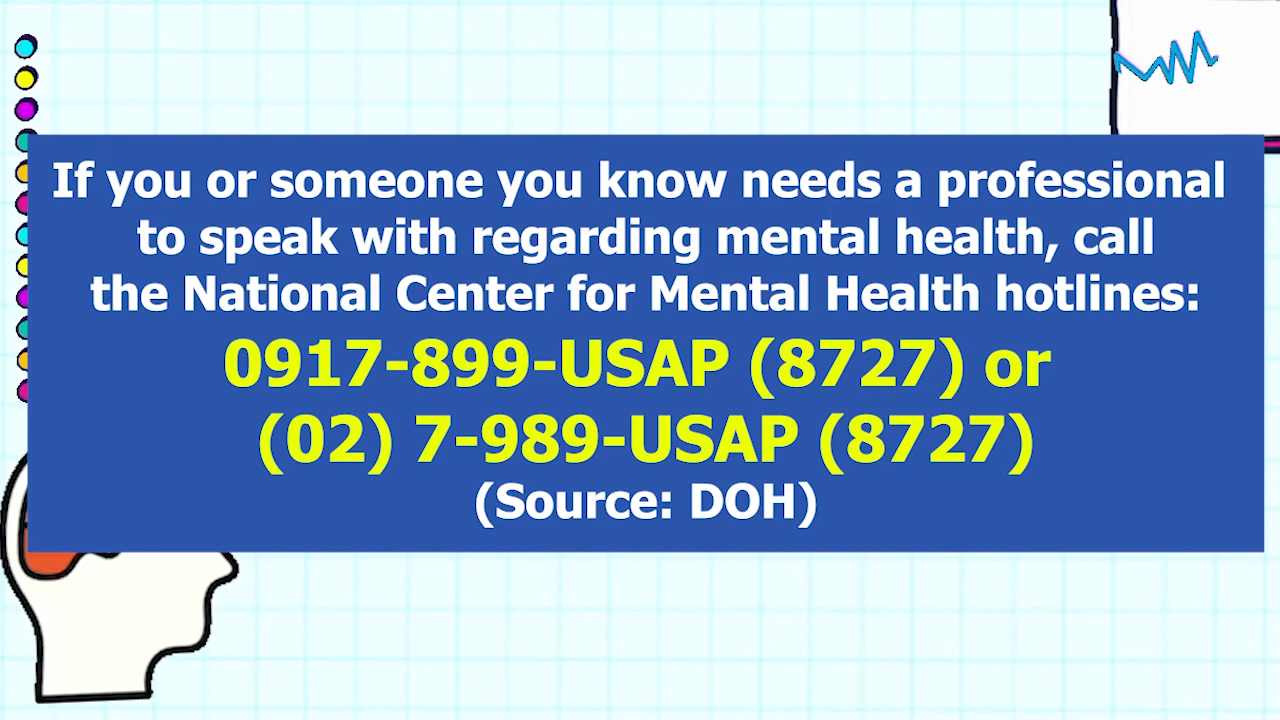 If you or someone you know needs a professional
to speak with regarding mental health, call
the National Center for Mental Health hotlines:
0917-899-USAP (8727) or
(02) 7-989-USAP (8727)
(Source: DOH)